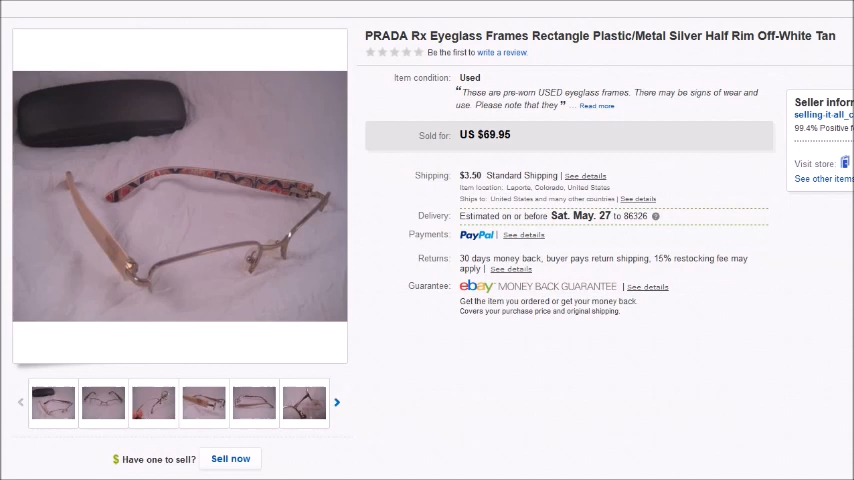 PRADA Rx Eyeglass Frames Rectangle Plastic/Metal Silver Half Rim Off-White Tan
Be the first to write a review.
Item condition: Used
“These are pre-worn USED eyeglass frames. There may be signs of wear and
use. Please note that they ” ... Read more
Sold for: US $69.95
Shipping: $3.50 Standard Shipping | See details
Item location: Laporte, Colorado, United States
Ships to: United States and many other countries | See details
Delivery: Estimated on or before Sat. May. 27 to 86326 ?
Payments: PayPal | See details
Returns: 30 days money back, buyer pays return shipping, 15% restocking fee may
apply | See details
Guarantee: ebay MONEY BACK GUARANTEE | See details
Get the item you ordered or get your money back.
Covers your purchase price and original shipping.
Seller infor
selling-it-all_c
99.4% Positive f
Visit store:
See other items
$ Have one to sell? Sell now